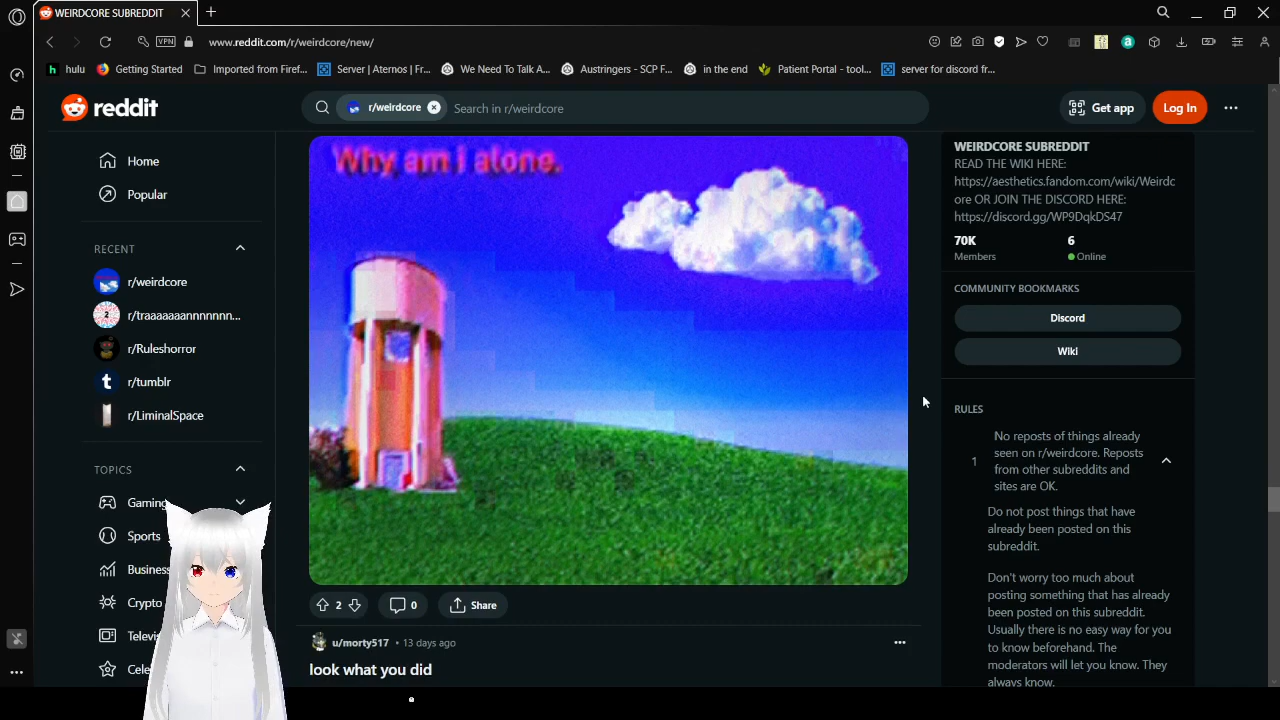 WEIRDCORE SUBREDDIT
VPN
www.reddit.com/r/weirdcore/new/
hulu
Getting Started
Imported from Firef...
Server | Aternos | Fr...
We Need To Talk A...
Austringers - SCP F...
in the end
Patient Portal - tool...
server for discord fr...
reddit
r/weirdcore
Search in r/weirdcore
Get app
Log In
Home
Popular
RECENT
r/weirdcore
r/traaaaaaannnnnnn...
r/Ruleshorror
r/tumblr
r/LiminalSpace
TOPICS
Gaming
Sports
Business
Crypto
Televis
Cele
Why am i alone.
2
0
Share
u/morty517 • 13 days ago
look what you did
WEIRDCORE SUBREDDIT
READ THE WIKI HERE:
https://aesthetics.fandom.com/wiki/Weirdc
ore OR JOIN THE DISCORD HERE:
https://discord.gg/WP9DqkDS47
70K
Members
6
Online
COMMUNITY BOOKMARKS
Discord
Wiki
RULES
1
No reposts of things already
seen on r/weirdcore. Reposts
from other subreddits and
sites are OK.
Do not post things that have
already been posted on this
subreddit.
Don't worry too much about
posting something that has already
been posted on this subreddit.
Usually there is no easy way for you
to know beforehand. The
moderators will let you know. They
always know.